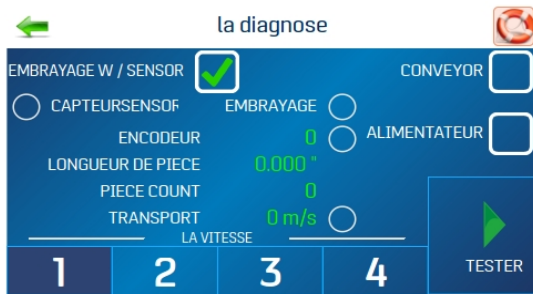 la diagnose
EMBRAYAGE W / SENSOR
CONVEYOR
CAPTEURSENSOR EMBRAYAGE
ENCODEUR 0
ALIMENTATEUR
LONGUEUR DE PIECE 0.000 "
PIECE COUNT 0
TRANSPORT 0 m/s
LA VITESSE
1 2 3 4
TESTER